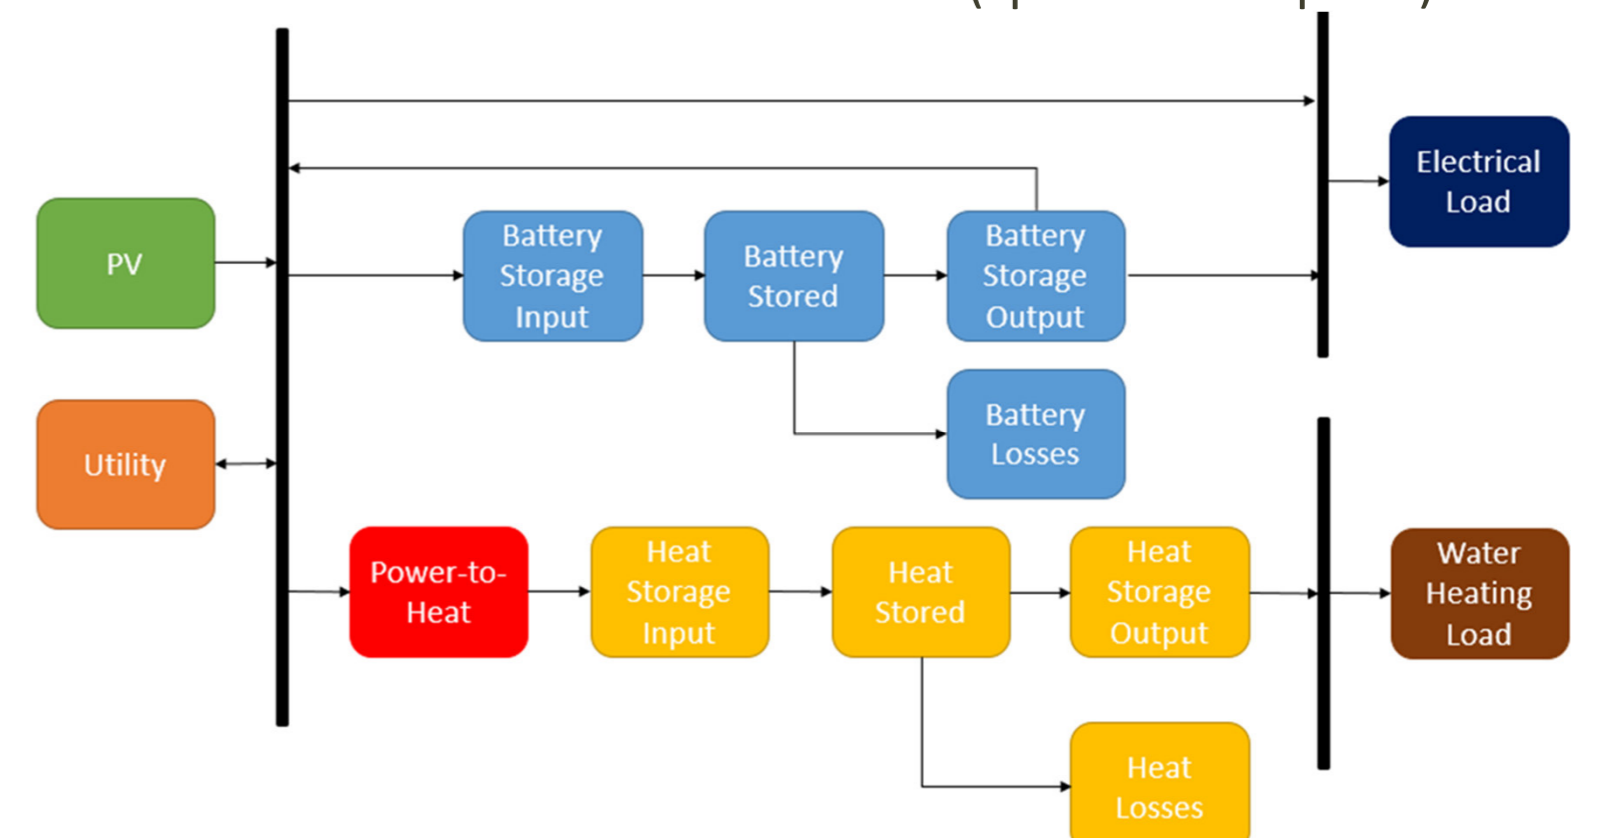 Electrical
Load
PV
Battery
Storage
Input
Battery
Stored
Battery
Storage
Output
Battery
Losses
Utility
Power-to-
Heat
Heat
Storage
Input
Heat
Stored
Heat
Storage
Output
Water
Heating
Load
Heat
Losses